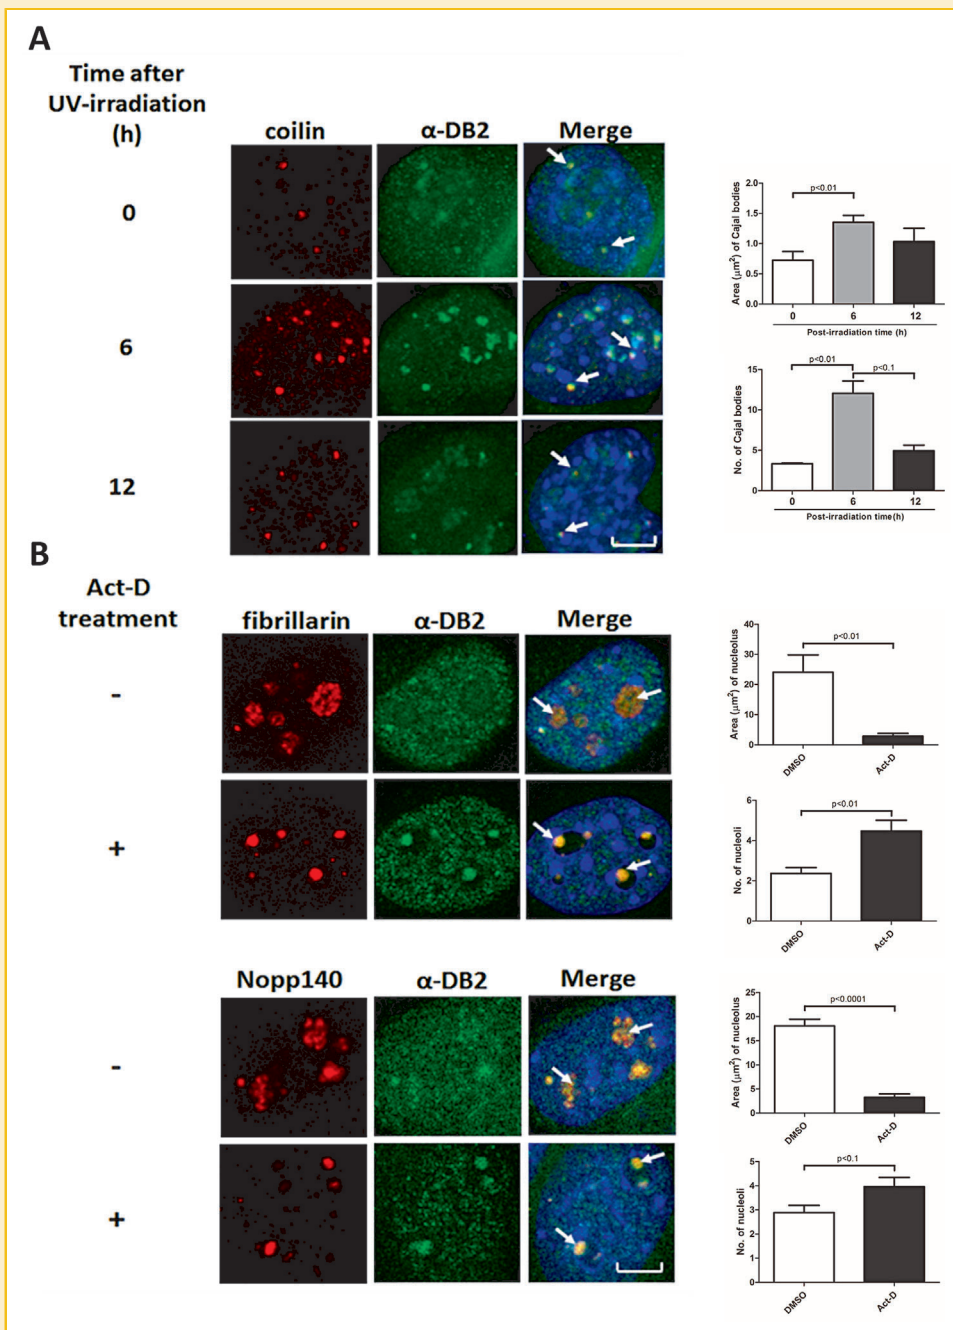 A
Time after
UV-irradiation
(h)
coilin α-DB2 Merge
0
6
12
Area (μm²) of Cajal bodies
2.0
1.5
1.0
0.5
0.0
p<0.01
0 6 12
Post-irradiation time (h)
No. of Cajal bodies
15
10
5
0
p<0.01
p<0.1
0 6 12
Post-irradiation time(h)
B
Act-D
treatment
fibrillarin α-DB2 Merge
-
+
Area (μm²) of nucleolus
40
30
20
10
0
p<0.01
DMSO Act-D
No. of nucleoli
6
4
2
0
p<0.01
DMSO Act-D
Nopp140 α-DB2 Merge
-
+
Area (μm²) of nucleolus
25
20
15
10
5
0
p<0.0001
DMSO Act-D
No. of nucleoli
5
4
3
2
1
0
p<0.1
DMSO Act-D